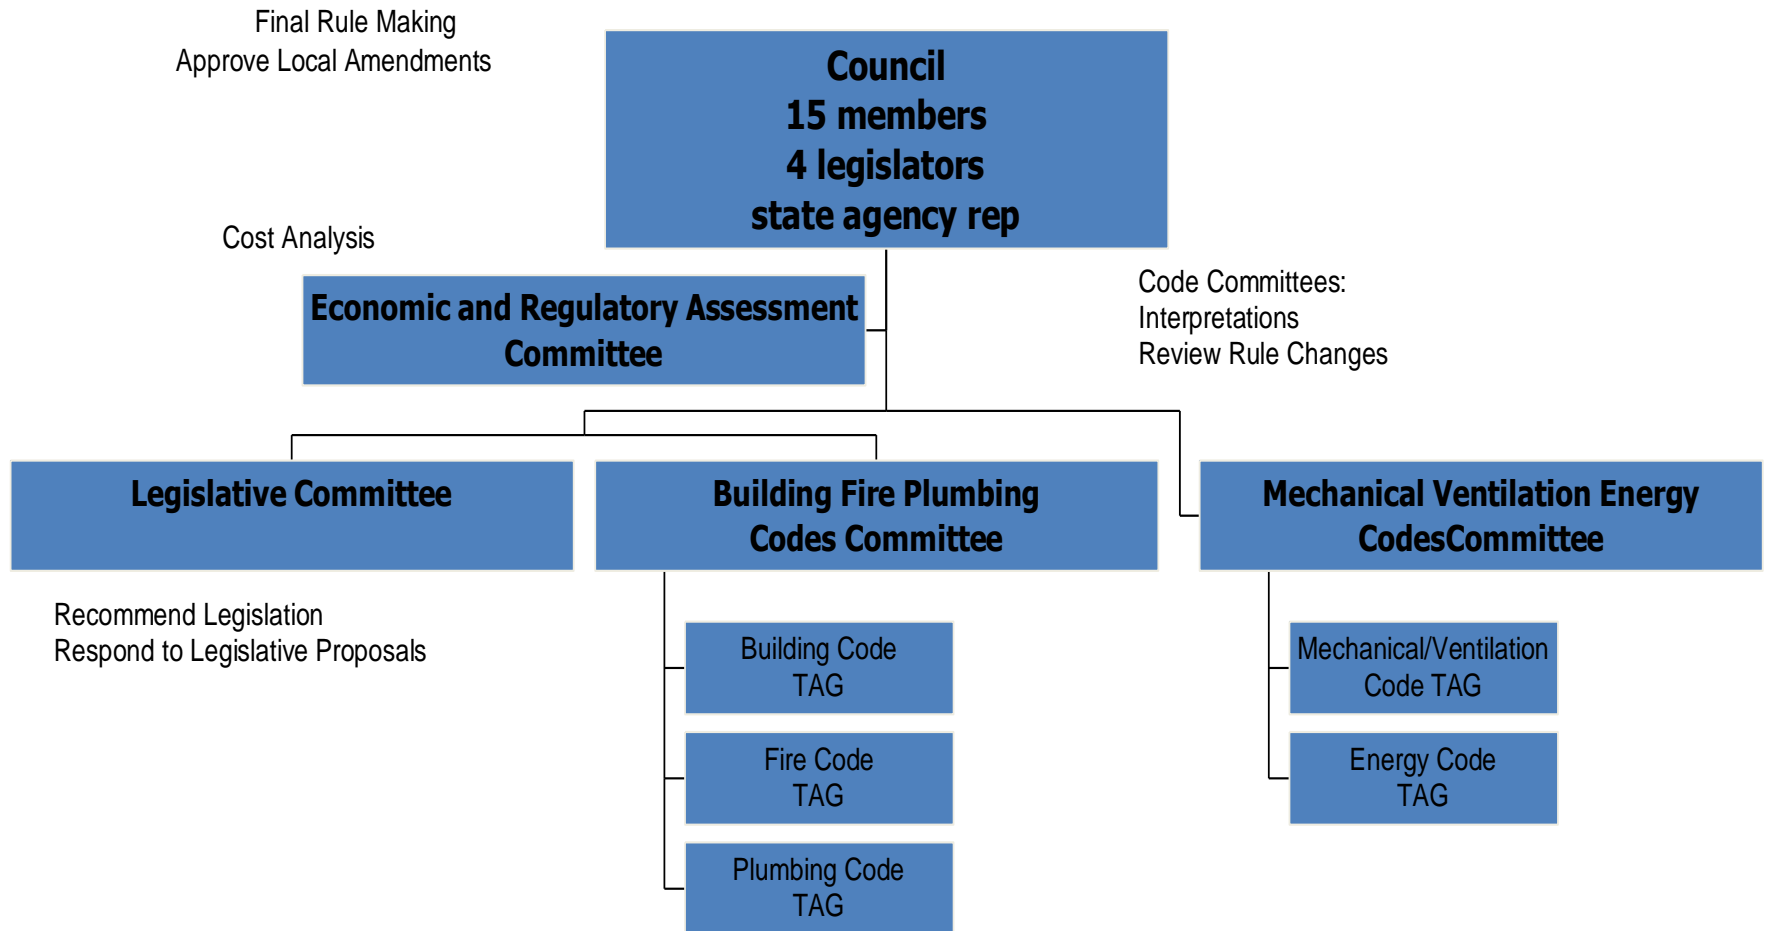 Final Rule Making
Approve Local Amendments
Council
15 members
4 legislators
state agency rep
Cost Analysis
Economic and Regulatory Assessment
Committee
Code Committees:
Interpretations
Review Rule Changes
Legislative Committee
Building Fire Plumbing
Codes Committee
Mechanical Ventilation Energy
CodesCommittee
Recommend Legislation
Respond to Legislative Proposals
Building Code
TAG
Fire Code
TAG
Plumbing Code
TAG
Mechanical/Ventilation
Code TAG
Energy Code
TAG